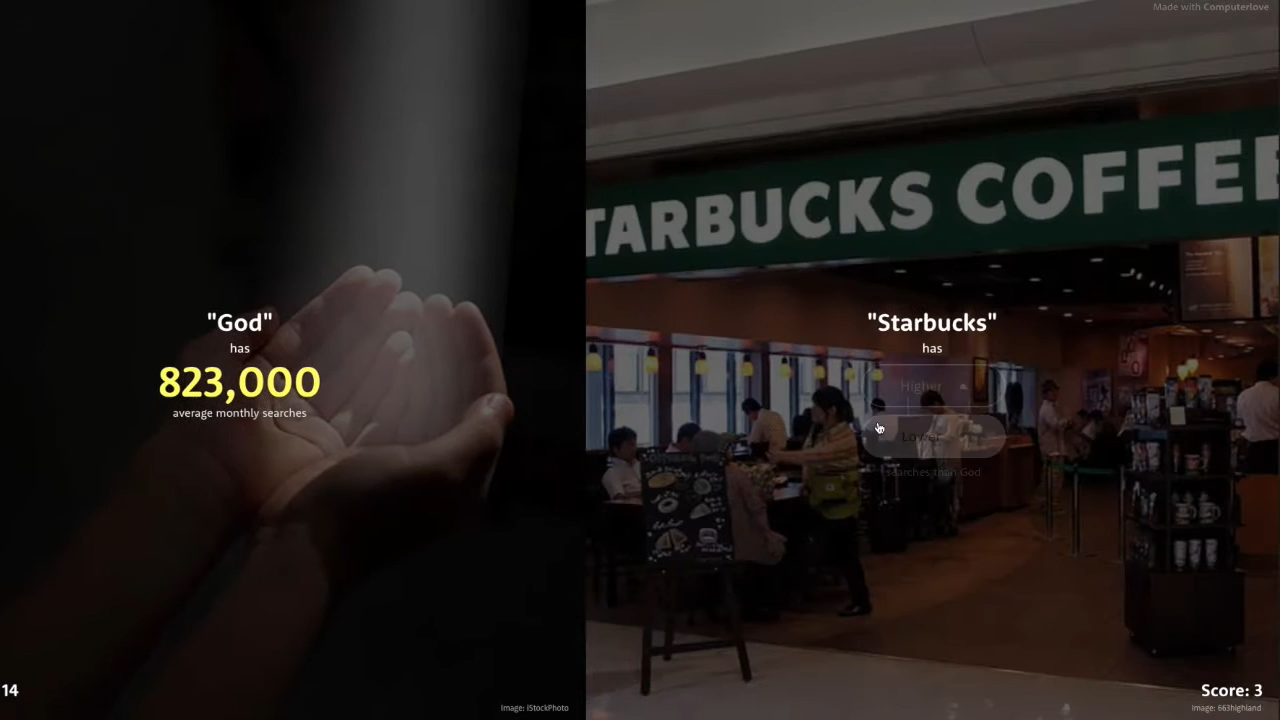 Made with Computerlove
TARBUCKS COFFEE
"God"
has
823,000
average monthly searches
"Starbucks"
has
Higher
Lower
searches than God
14
Score: 3
Image: iStockPhoto
Image: 663highland